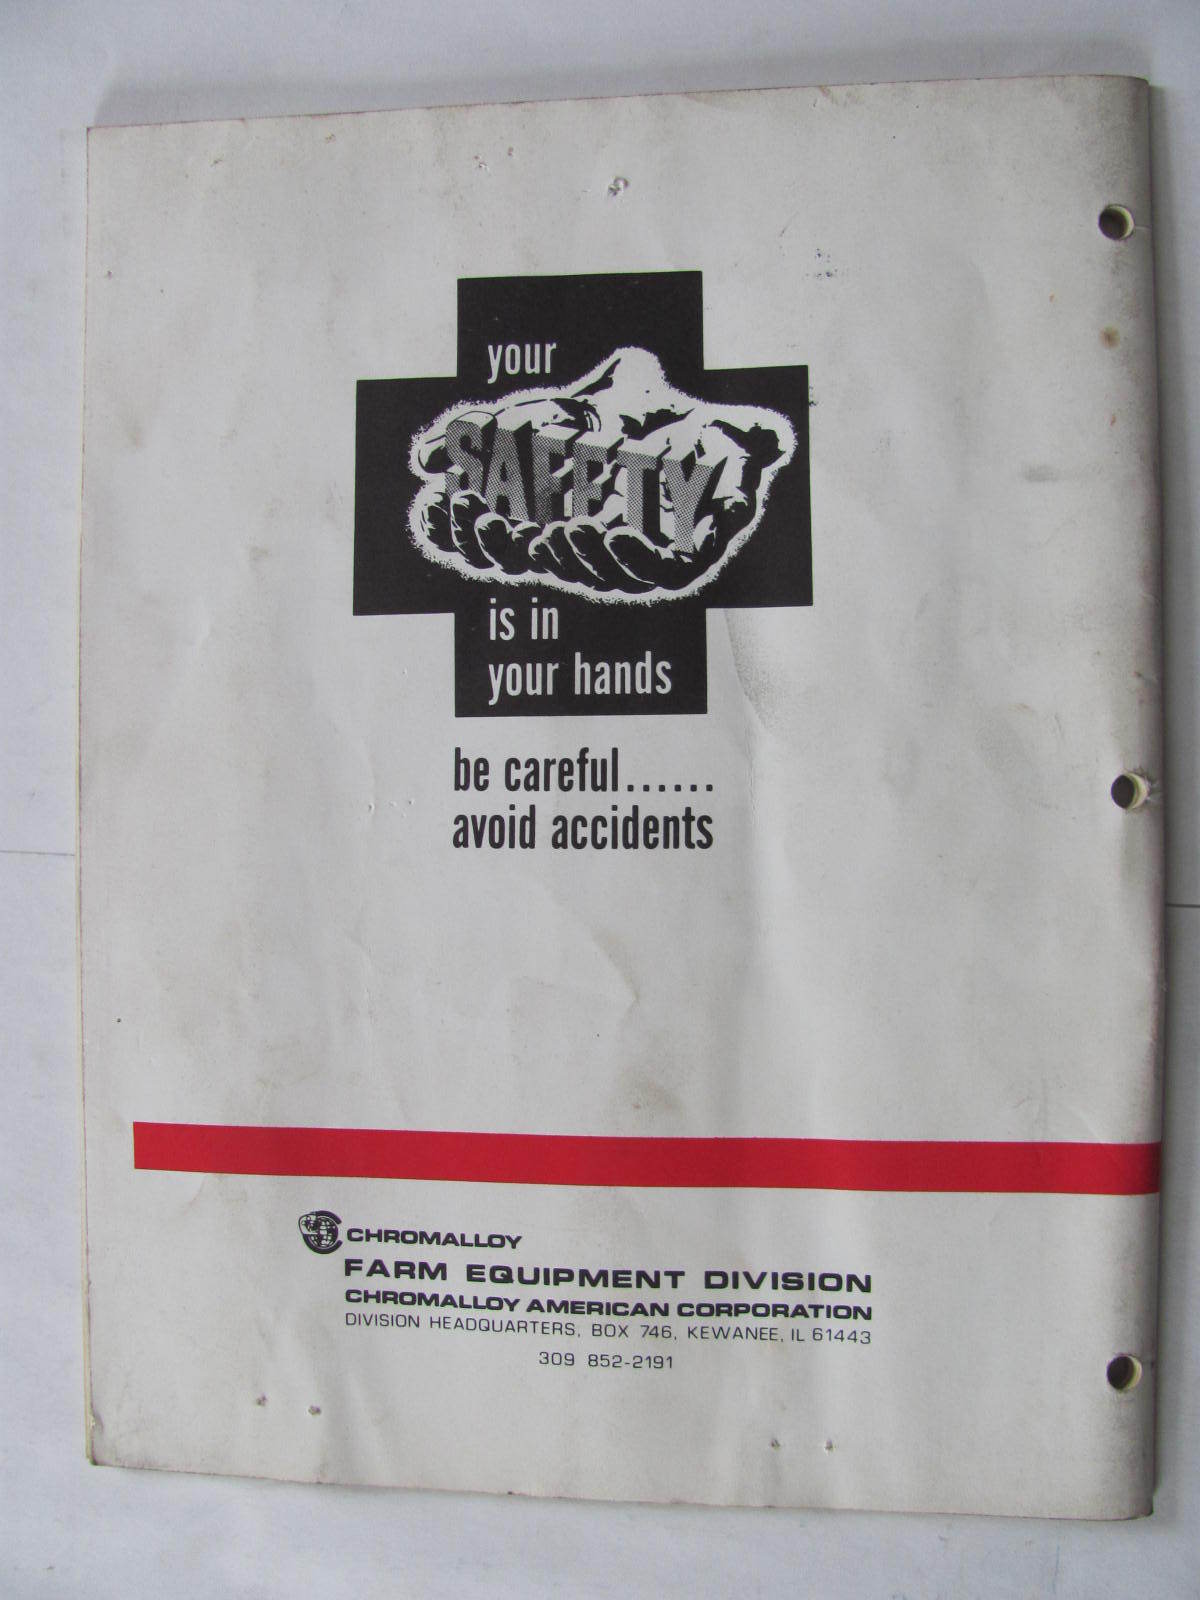 your
SAFETY
is in
your hands
be careful......
avoid accidents
CHROMALLOY
FARM EQUIPMENT DIVISION
CHROMALLOY AMERICAN CORPORATION
DIVISION HEADQUARTERS, BOX 746, KEWANEE, IL 61443
309 852-2191